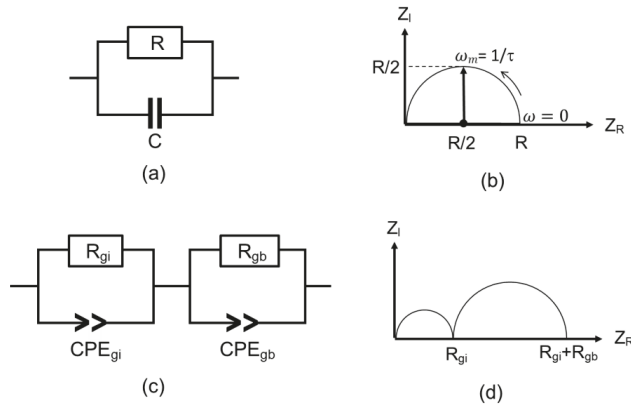 R
C
(a)
Z_I
R/2
ω_m = 1/τ
ω = 0
R/2
R
Z_R
(b)
R_gi
R_gb
CPE_gi
CPE_gb
(c)
Z_I
R_gi
R_gi+R_gb
Z_R
(d)